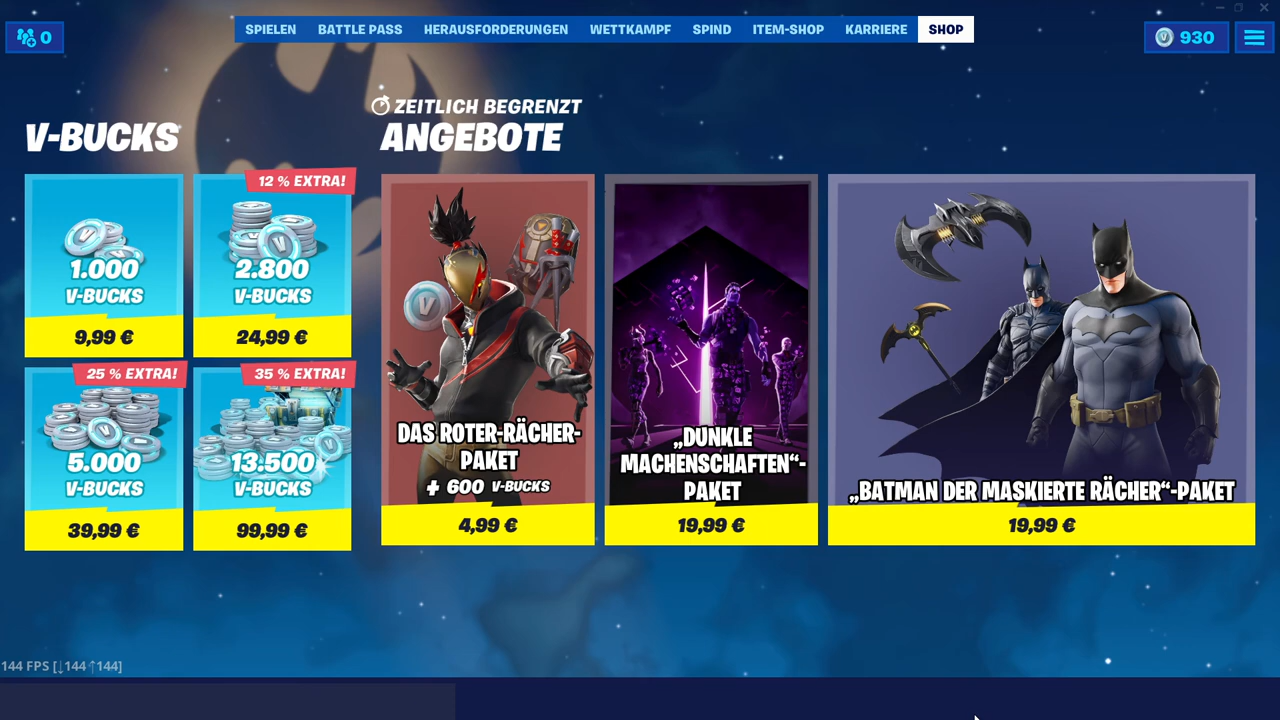 0
SPIELEN
BATTLE PASS
HERAUSFORDERUNGEN
WETTKAMPF
SPIND
ITEM-SHOP
KARRIERE
SHOP
930
V-BUCKS
ZEITLICH BEGRENZT
ANGEBOTE
1.000
V-BUCKS
9,99 €
12 % EXTRA!
2.800
V-BUCKS
24,99 €
25 % EXTRA!
5.000
V-BUCKS
39,99 €
35 % EXTRA!
13.500
V-BUCKS
99,99 €
DAS ROTER-RÄCHER-
PAKET
+ 600 V-BUCKS
4,99 €
„DUNKLE
MACHENSCHAFTEN“-
PAKET
19,99 €
„BATMAN DER MASKIERTE RÄCHER“-PAKET
19,99 €
144 FPS [↓144↑144]